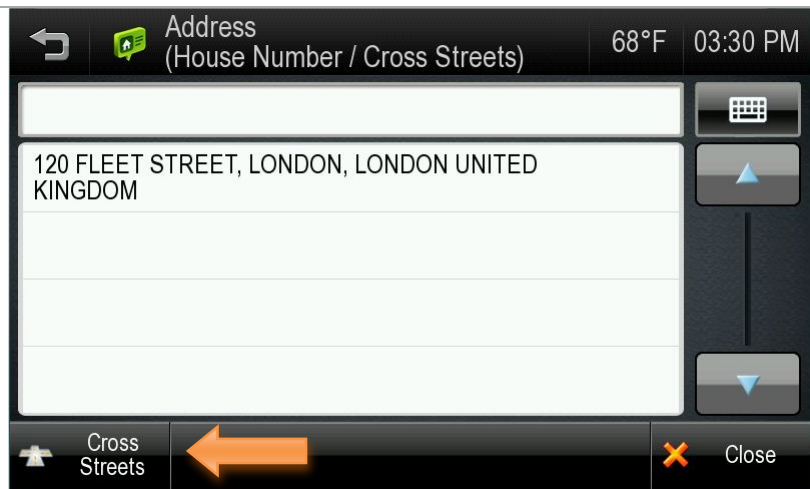 Address
(House Number / Cross Streets)
68°F
03:30 PM
120 FLEET STREET, LONDON, LONDON UNITED
KINGDOM
Cross
Streets
Close